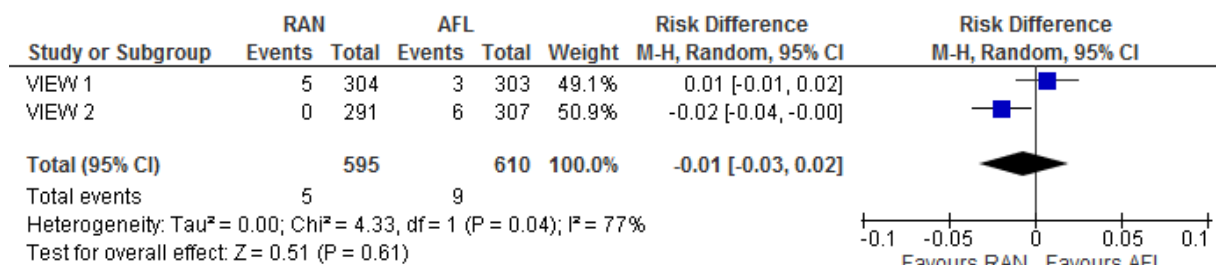 RAN AFL Risk Difference Risk Difference
Study or Subgroup Events Total Events Total Weight M-H, Random, 95% CI M-H, Random, 95% CI
VIEW 1 5 304 3 303 49.1% 0.01 [-0.01, 0.02]
VIEW 2 0 291 6 307 50.9% -0.02 [-0.04, -0.00]
Total (95% CI) 595 610 100.0% -0.01 [-0.03, 0.02]
Total events 5 9
Heterogeneity: Tau² = 0.00; Chi² = 4.33, df = 1 (P = 0.04); I² = 77%
Test for overall effect: Z = 0.51 (P = 0.61)
-0.1 -0.05 0 0.05 0.1
Favours RAN Favours AFL